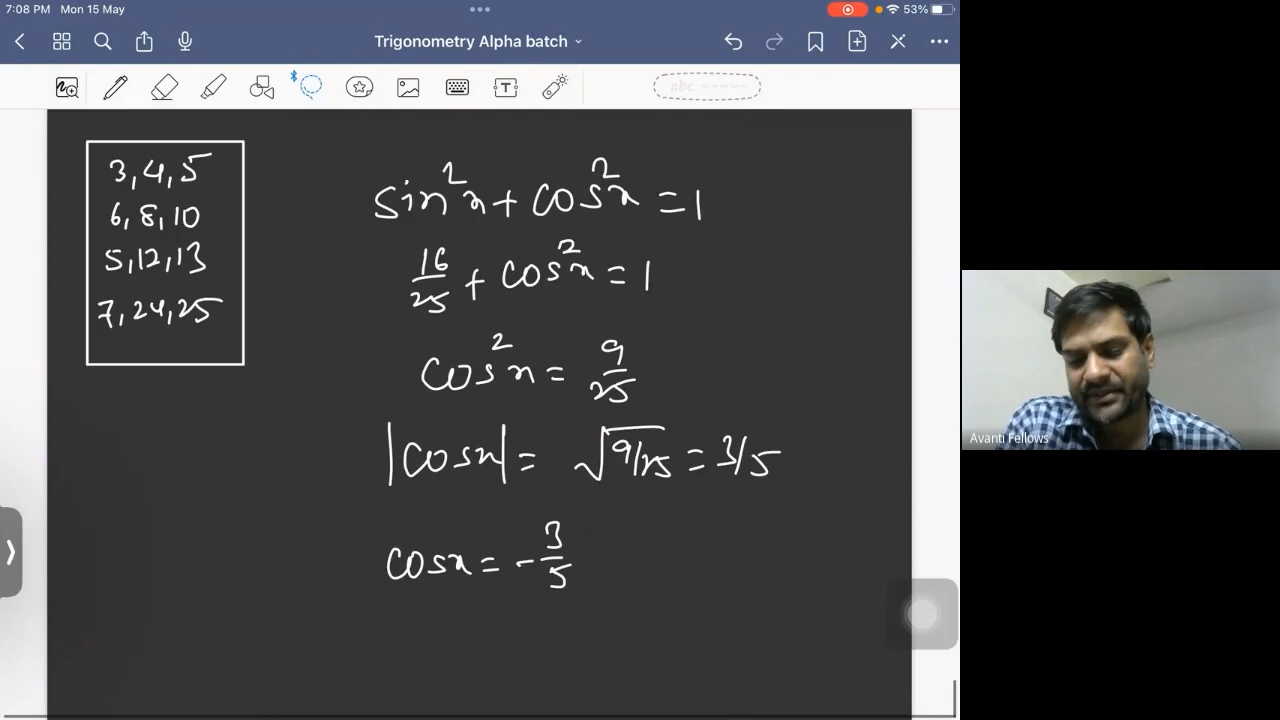 7:08 PM Mon 15 May
53%
Trigonometry Alpha batch
T
abc
3, 4, 5
6, 8, 10
5, 12, 13
7, 24, 25
sin²x + cos²x = 1
16/25 + cos²x = 1
cos²x = 9/25
|cosx| = √9/25 = 3/5
cosx = -3/5
Avanti Fellows